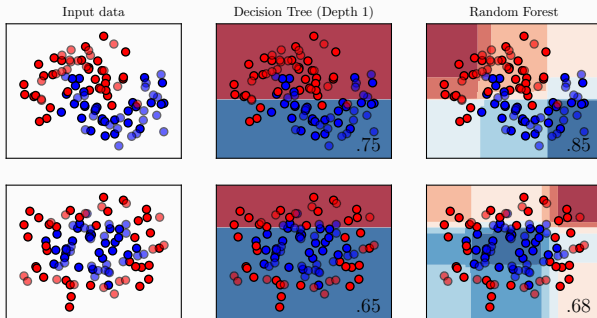 Input data
Decision Tree (Depth 1)
Random Forest
.75
.85
.65
.68